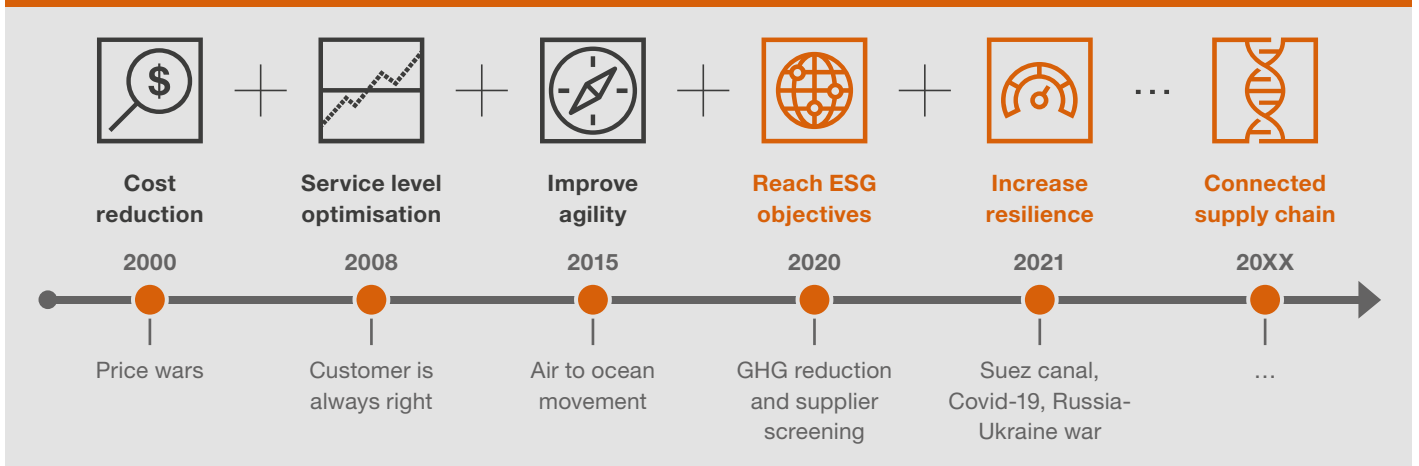 $
Cost
reduction
Service level
optimisation
Improve
agility
Reach ESG
objectives
Increase
resilience
...
Connected
supply chain
2000
2008
2015
2020
2021
20XX
Price wars
Customer is
always right
Air to ocean
movement
GHG reduction
and supplier
screening
Suez canal,
Covid-19, Russia-
Ukraine war
...